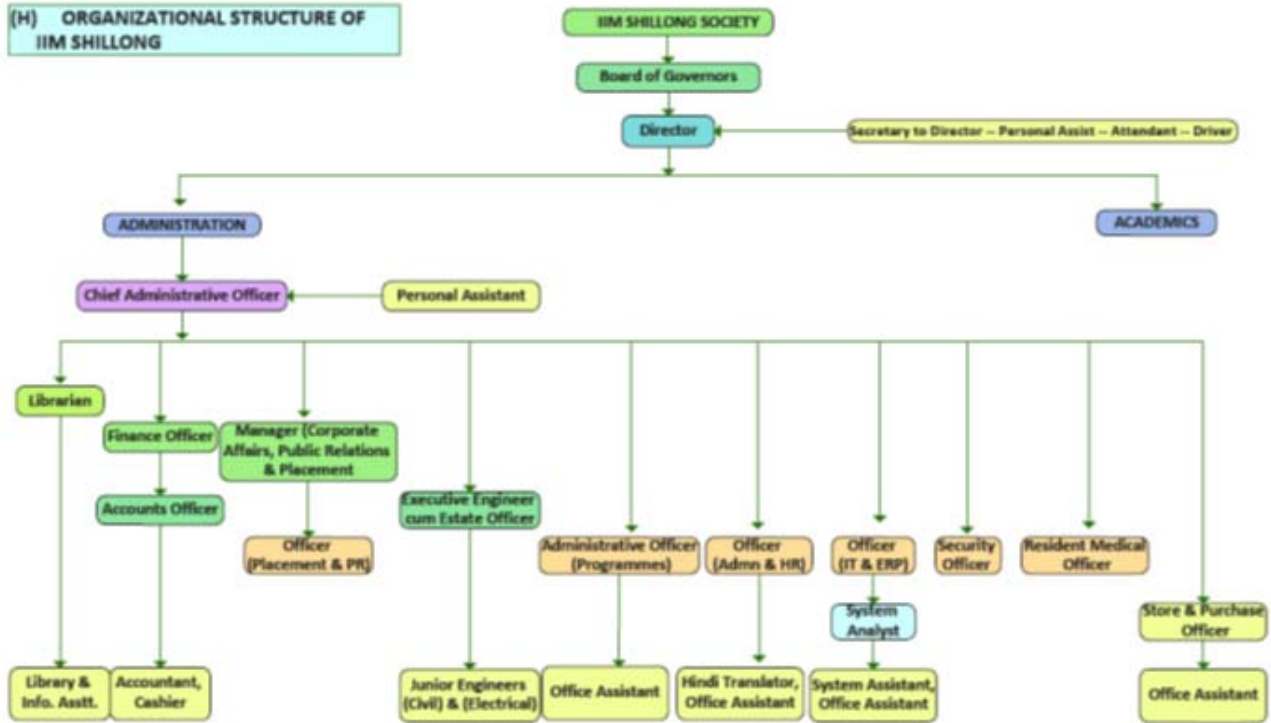 (H) ORGANIZATIONAL STRUCTURE OF
IIM SHILLONG
IIM SHILLONG SOCIETY
Board of Governors
Director
Secretary to Director -- Personal Assist -- Attendant -- Driver
ADMINISTRATION
ACADEMICS
Chief Administrative Officer
Personal Assistant
Librarian
Finance Officer
Manager (Corporate
Affairs, Public Relations
& Placement
Accounts Officer
Executive Engineer
cum Estate Officer
Officer
(Placement & PR)
Administrative Officer
(Programmes)
Officer
(Admn & HR)
Officer
(IT & ERP)
Security
Officer
Resident Medical
Officer
System
Analyst
Store & Purchase
Officer
Library &
Info. Asstt.
Accountant,
Cashier
Junior Engineers
(Civil) & (Electrical)
Office Assistant
Hindi Translator,
Office Assistant
System Assistant,
Office Assistant
Office Assistant